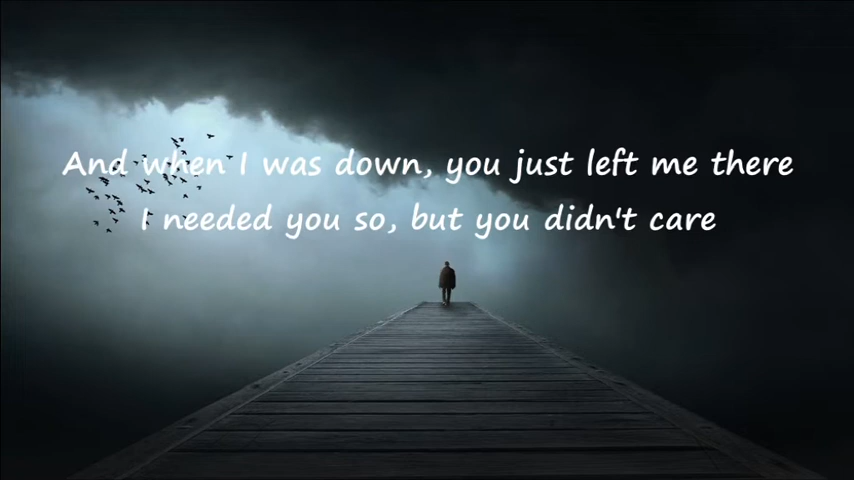 And when I was down, you just left me there
I needed you so, but you didn't care